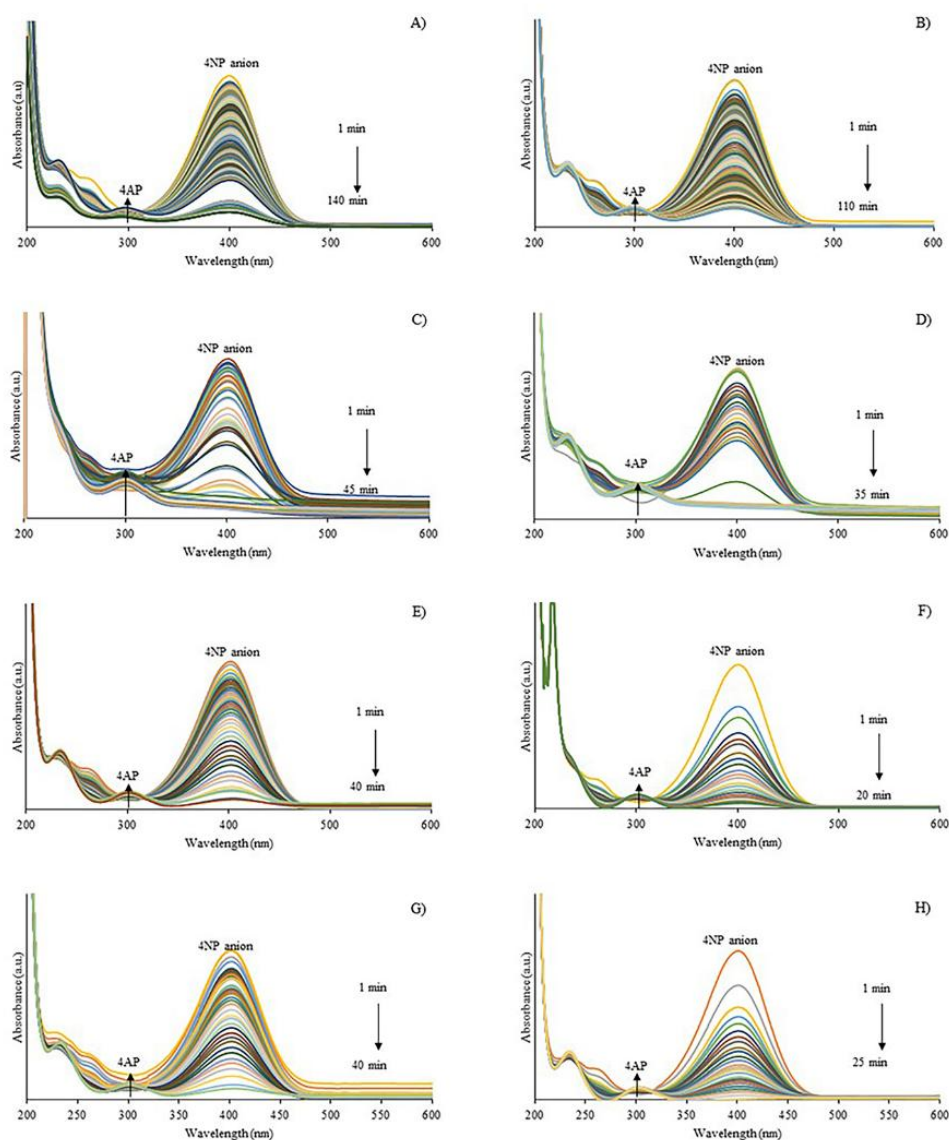 A)
4NP anion
1 min
4AP
140 min
Absorbance (a.u)
200 300 400 500 600
Wavelength (nm)
B)
4NP anion
1 min
4AP
110 min
Absorbance (a.u.)
200 300 400 500 600
Wavelength (nm)
C)
4NP anion
1 min
4AP
45 min
Absorbance (a.u.)
200 300 400 500 600
Wavelength (nm)
D)
4NP anion
1 min
4AP
35 min
Absorbance (a.u.)
200 300 400 500 600
Wavelength (nm)
E)
4NP anion
1 min
4AP
40 min
Absorbance (a.u.)
200 300 400 500 600
Wavelength (nm)
F)
4NP anion
1 min
4AP
20 min
Absorbance (a.u.)
200 300 400 500 600
Wavelength (nm)
G)
4NP anion
1 min
4AP
40 min
Absorbance (a.u.)
200 250 300 350 400 450 500 550 600
Wavelength (nm)
H)
4NP anion
1 min
4AP
25 min
Absorbance (a.u.)
200 250 300 350 400 450 500 550 600
Wavelength (nm)